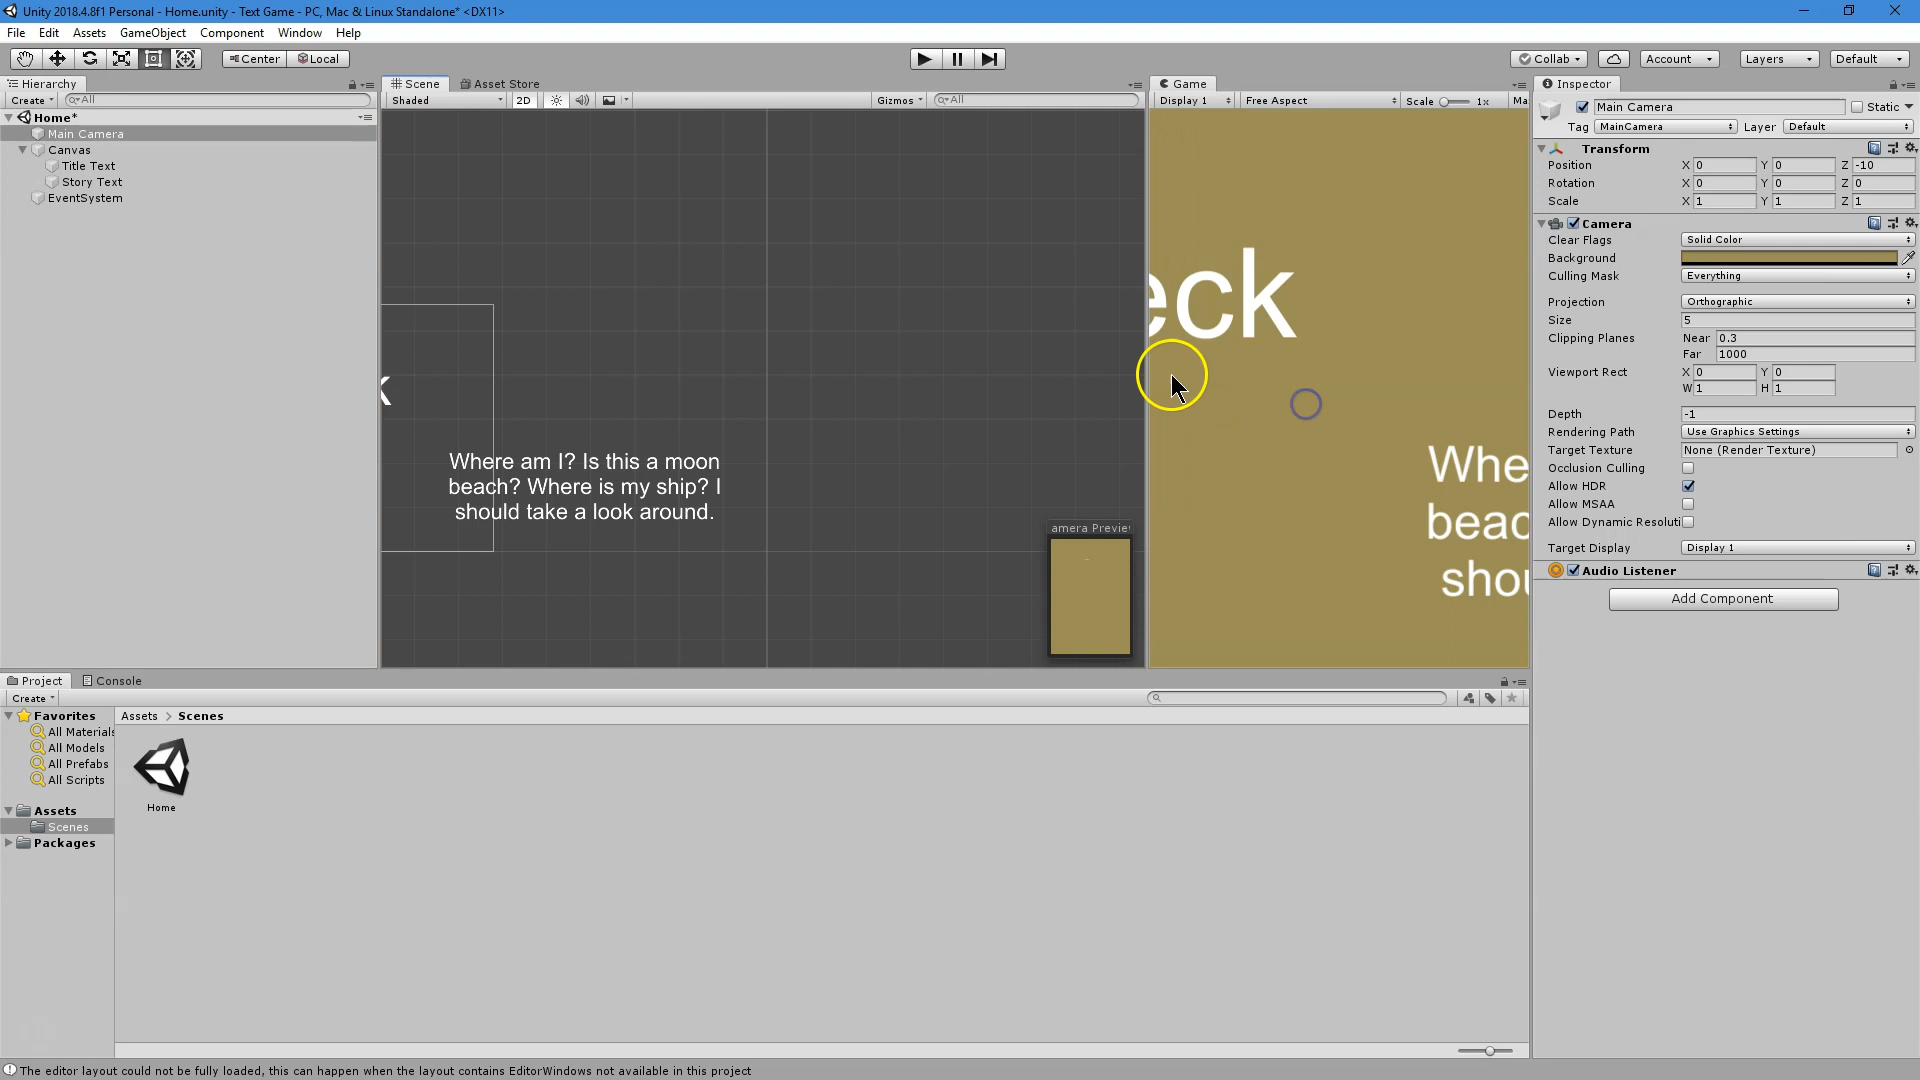 Unity 2018.4.8f1 Personal - Home.unity - Text Game - PC, Mac & Linux Standalone* <DX11>
File Edit Assets GameObject Component Window Help
Center Local Collab Account Layers Default
Hierarchy
Create All
Home*
Main Camera
Canvas
Title Text
Story Text
EventSystem
Scene Asset Store
Shaded 2D Gizmos All
k
Where am I? Is this a moon
beach? Where is my ship? I
should take a look around.
amera Previe
Game
Display 1 Free Aspect Scale 1x Ma
eck
Whe
beac
shou
Inspector
Main Camera Static
Tag MainCamera Layer Default
Transform
Position X 0 Y 0 Z -10
Rotation X 0 Y 0 Z 0
Scale X 1 Y 1 Z 1
Camera
Clear Flags Solid Color
Background
Culling Mask Everything
Projection Orthographic
Size 5
Clipping Planes Near 0.3
Far 1000
Viewport Rect X 0 Y 0
W 1 H 1
Depth -1
Rendering Path Use Graphics Settings
Target Texture None (Render Texture)
Occlusion Culling
Allow HDR
Allow MSAA
Allow Dynamic Resoluti
Target Display Display 1
Audio Listener
Add Component
Project Console
Create
Favorites
All Materials
All Models
All Prefabs
All Scripts
Assets
Scenes
Packages
Assets > Scenes
Home
The editor layout could not be fully loaded, this can happen when the layout contains EditorWindows not available in this project